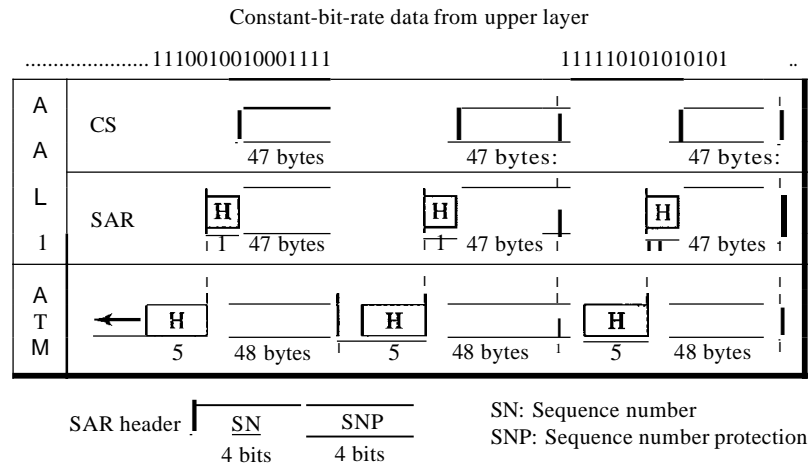 Constant-bit-rate data from upper layer
...................... 1110010010001111 111110101010101 ..
A A L 1
CS
47 bytes 47 bytes: 47 bytes:
SAR
H H H
1 47 bytes 1 47 bytes 47 bytes
A T M
H H H
5 48 bytes 5 48 bytes 5 48 bytes
SAR header SN SNP
4 bits 4 bits
SN: Sequence number
SNP: Sequence number protection